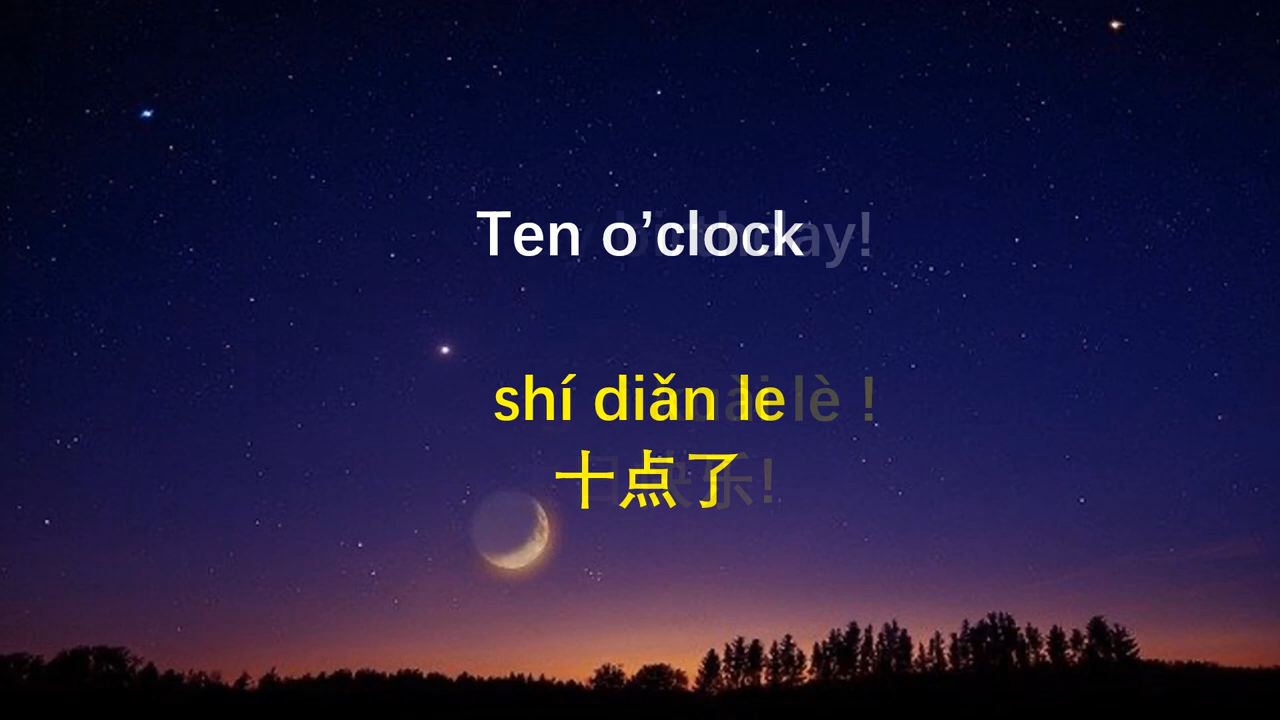 Ten o’clock
shí diǎn le
十点了